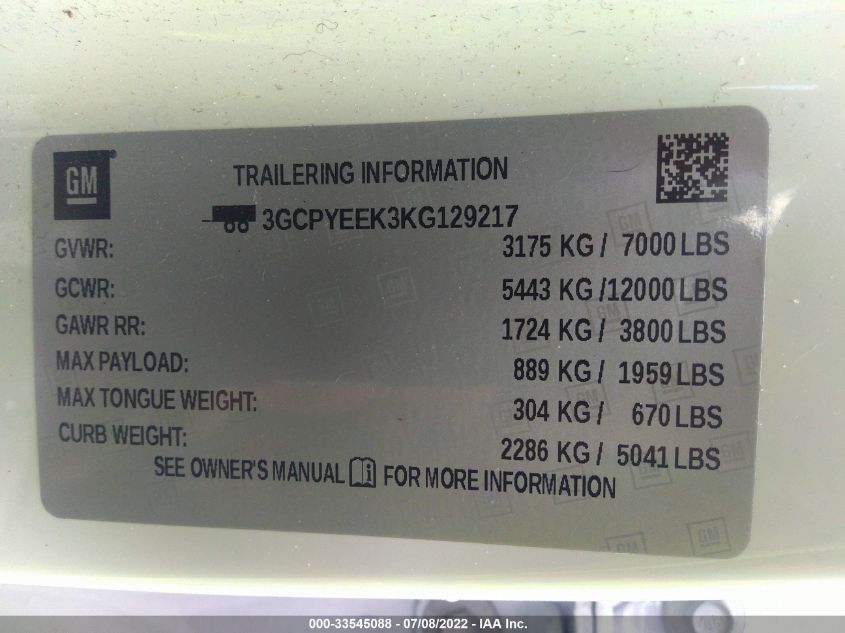 GM
TRAILERING INFORMATION
3GCPYEEK3KG129217
GVWR: 3175 KG / 7000 LBS
GCWR: 5443 KG /12000 LBS
GAWR RR: 1724 KG / 3800 LBS
MAX PAYLOAD: 889 KG / 1959 LBS
MAX TONGUE WEIGHT: 304 KG / 670 LBS
CURB WEIGHT: 2286 KG / 5041 LBS
SEE OWNER'S MANUAL FOR MORE INFORMATION
000-33545088 - 07/08/2022 - IAA Inc.